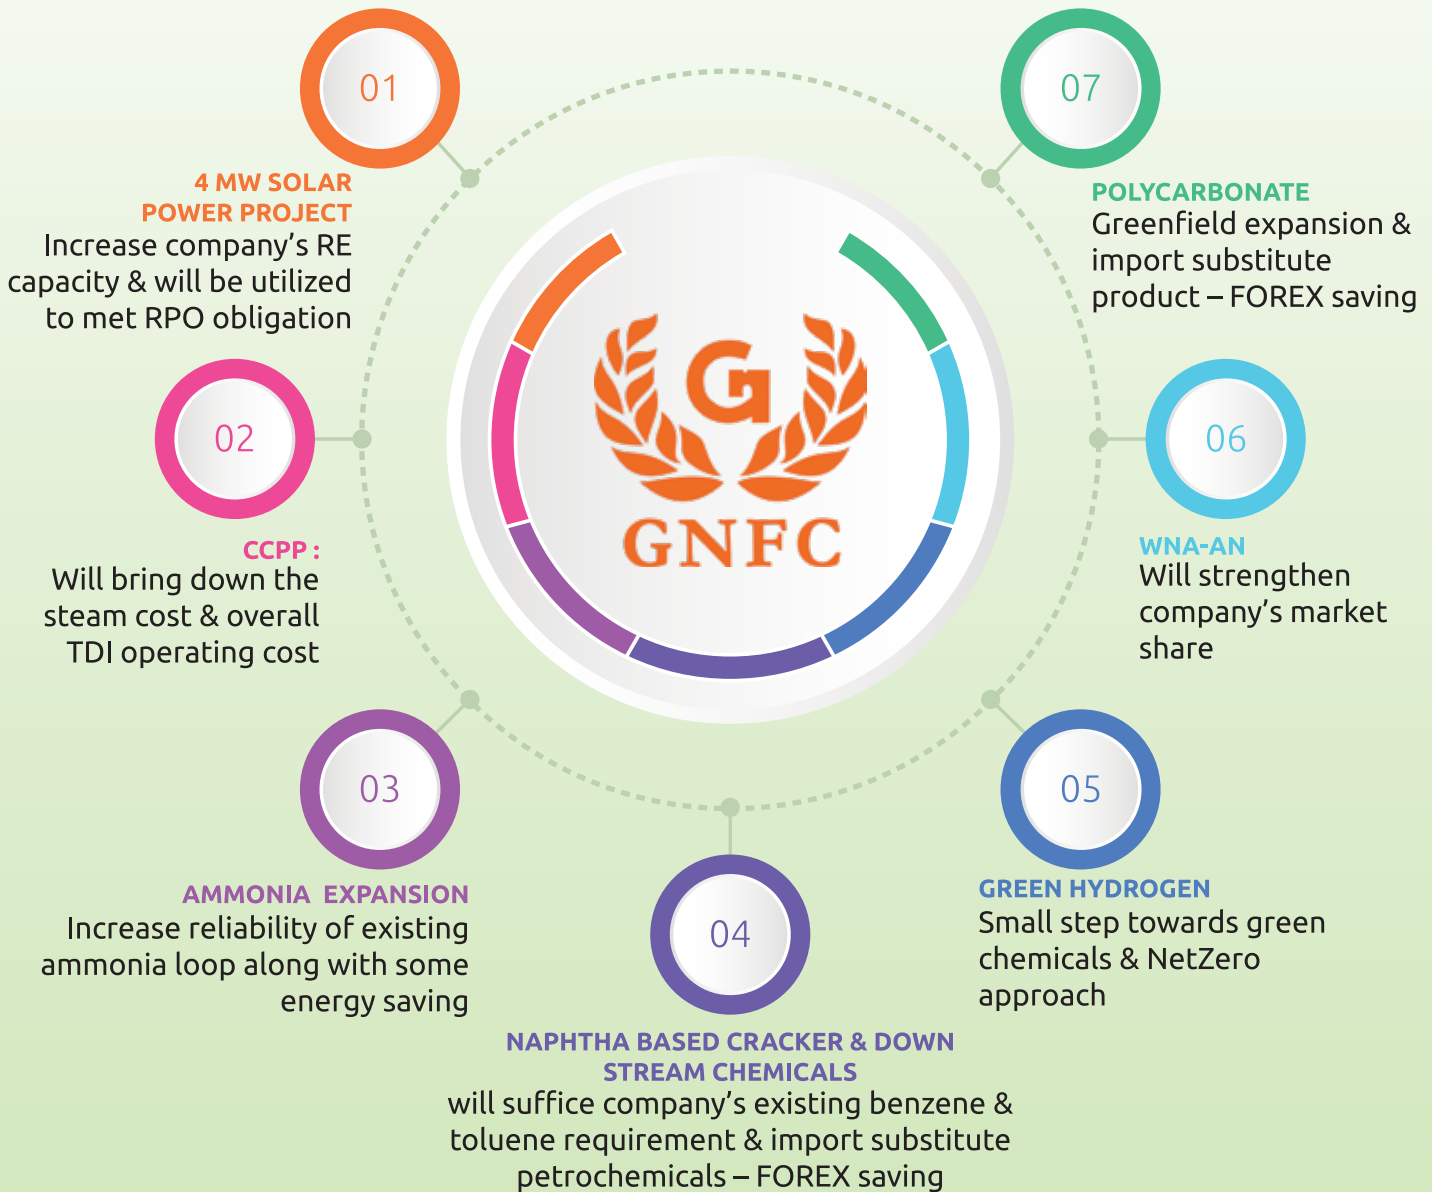 01
4 MW SOLAR
POWER PROJECT
Increase company’s RE
capacity & will be utilized
to met RPO obligation
02
CCPP :
Will bring down the
steam cost & overall
TDI operating cost
03
AMMONIA  EXPANSION
Increase reliability of existing
ammonia loop along with some
energy saving
04
NAPHTHA BASED CRACKER & DOWN
STREAM CHEMICALS
will suffice company’s existing benzene &
toluene requirement & import substitute
petrochemicals – FOREX saving
05
GREEN HYDROGEN
Small step towards green
chemicals & NetZero
approach
06
WNA-AN
Will strengthen
company’s market
share
07
POLYCARBONATE
Greenfield expansion &
import substitute
product – FOREX saving
G
GNFC